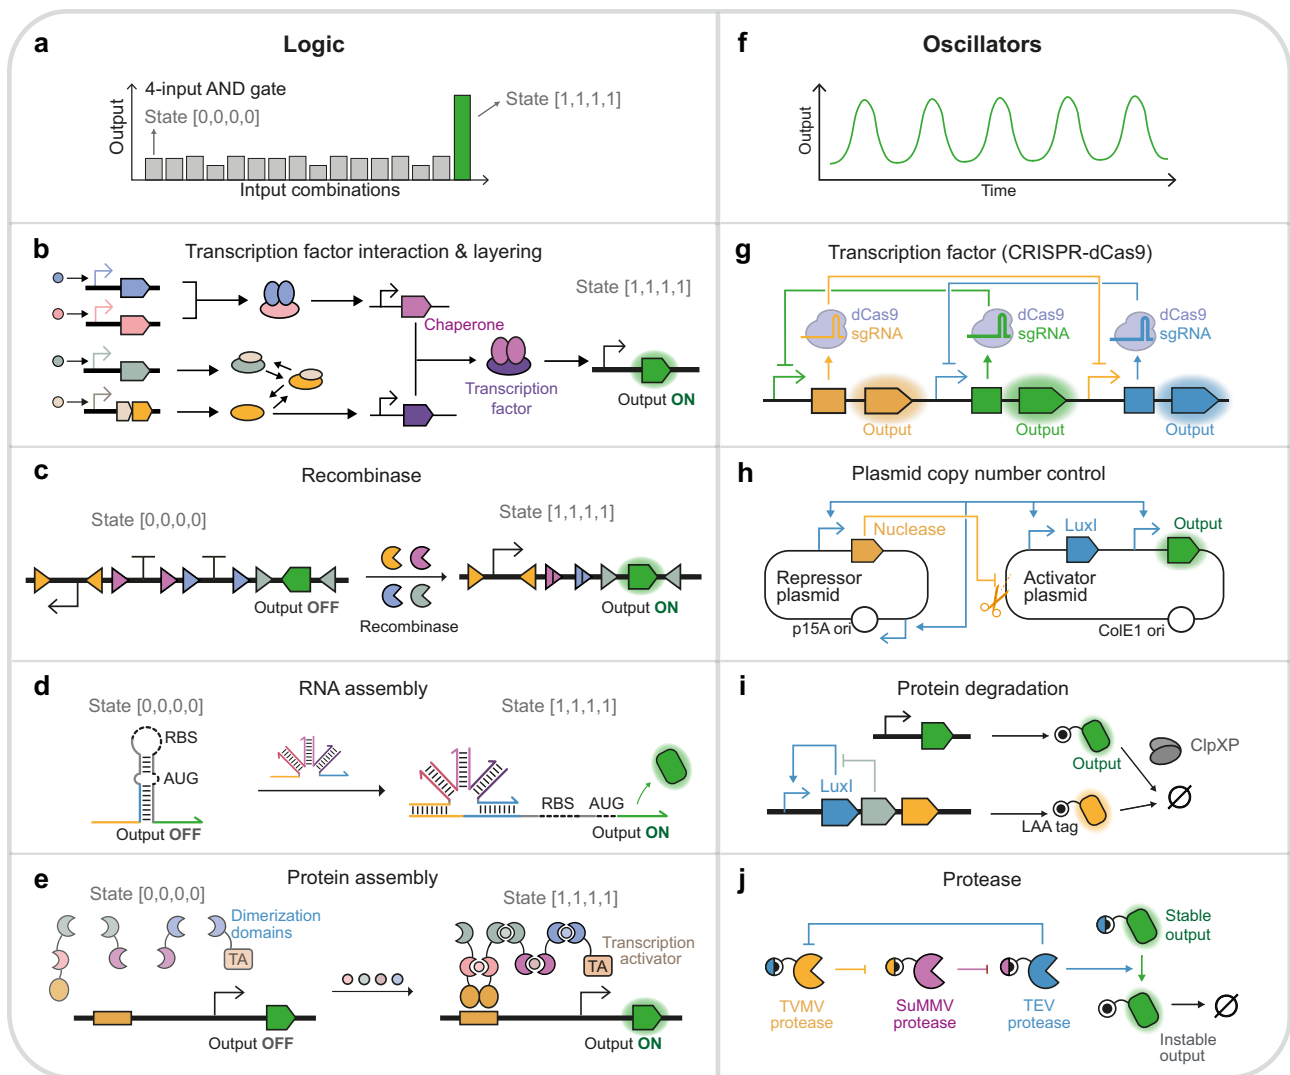 a
Logic
4-input AND gate
State [0,0,0,0]
State [1,1,1,1]
Output
Intput combinations
b
Transcription factor interaction & layering
State [1,1,1,1]
Chaperone
Transcription
factor
Output ON
c
Recombinase
State [0,0,0,0]
State [1,1,1,1]
Output OFF
Recombinase
Output ON
d
RNA assembly
State [0,0,0,0]
State [1,1,1,1]
RBS
AUG
Output OFF
RBS
AUG
Output ON
e
Protein assembly
State [0,0,0,0]
State [1,1,1,1]
Dimerization
domains
TA
Transcription
activator
TA
Output OFF
Output ON
f
Oscillators
Output
Time
g
Transcription factor (CRISPR-dCas9)
dCas9
sgRNA
dCas9
sgRNA
dCas9
sgRNA
Output
Output
Output
h
Plasmid copy number control
Nuclease
LuxI
Output
Repressor
plasmid
Activator
plasmid
p15A ori
ColE1 ori
i
Protein degradation
ClpXP
Output
LuxI
LAA tag
j
Protease
Stable
output
TVMV
protease
SuMMV
protease
TEV
protease
Instable
output